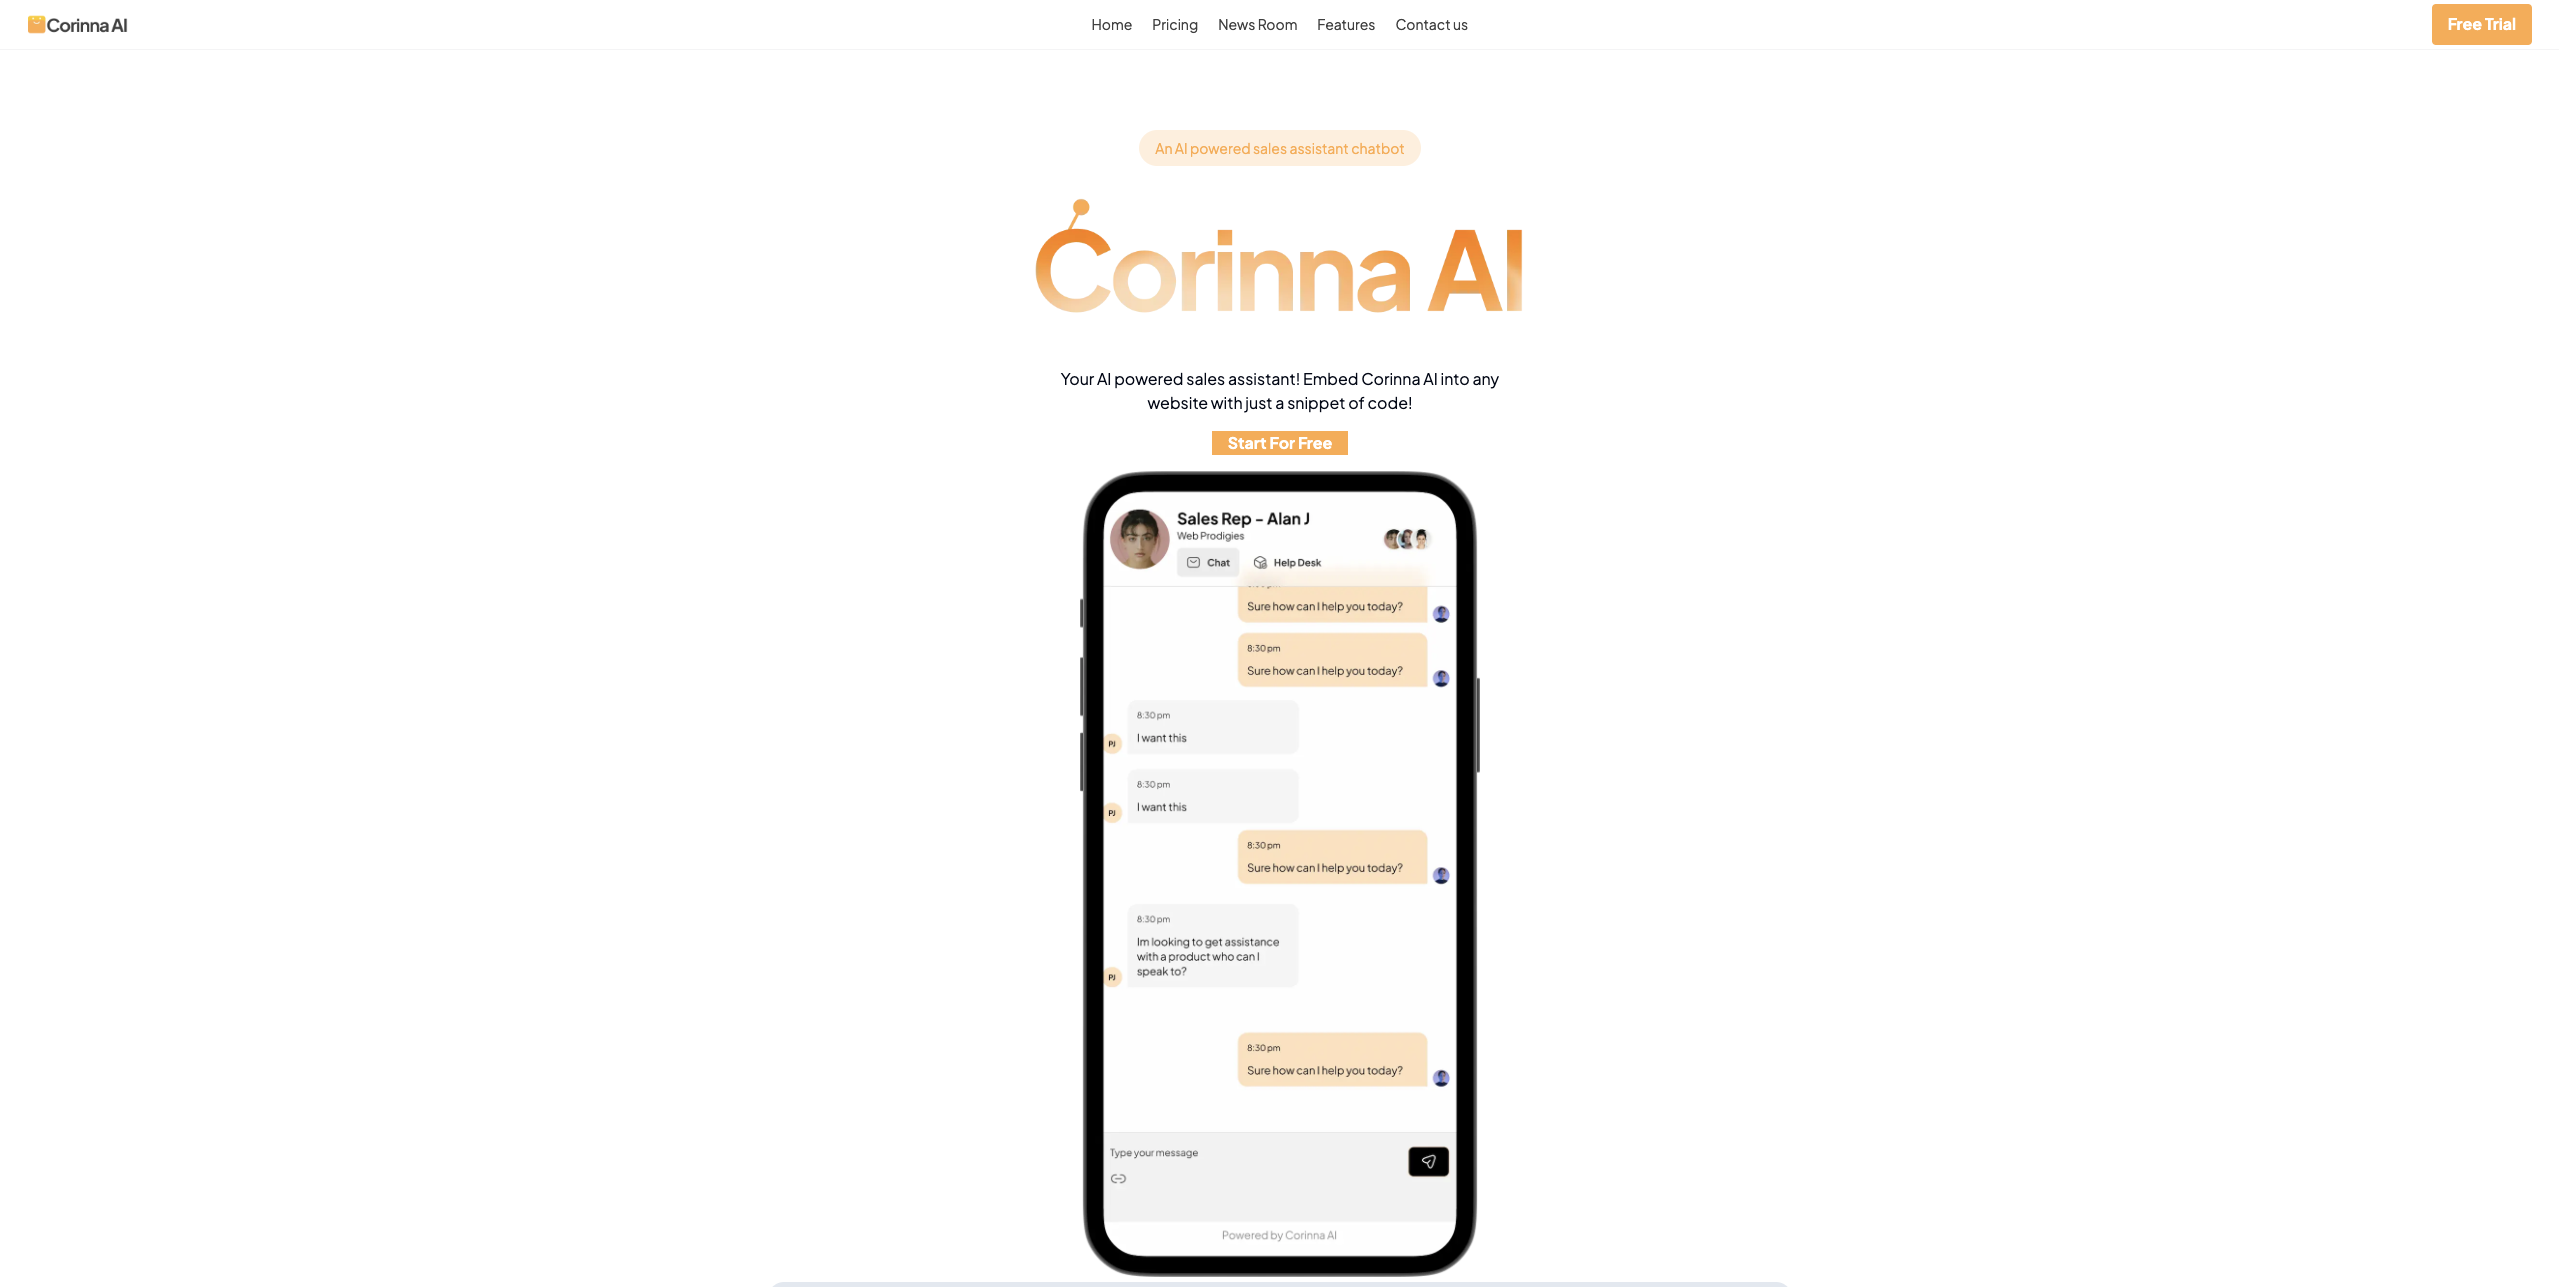 Corinna AI
Home Pricing News Room Features Contact us
Free Trial
An AI powered sales assistant chatbot
Corinna AI
Your AI powered sales assistant! Embed Corinna AI into any
website with just a snippet of code!
Start For Free
Sales Rep - Alan J
Web Prodigies
Chat Help Desk
Sure how can I help you today?
8:30 pm
Sure how can I help you today?
8:30 pm
I want this
PJ
8:30 pm
I want this
PJ
8:30 pm
Sure how can I help you today?
8:30 pm
Im looking to get assistance
with a product who can I
speak to?
PJ
8:30 pm
Sure how can I help you today?
Type your message
Powered by Corinna AI